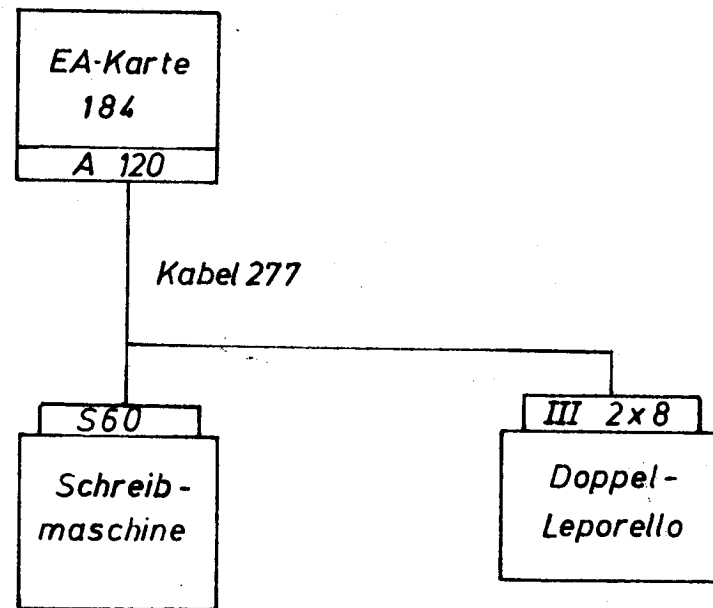 EA-Karte
184
A 120
Kabel 277
S60
III 2x8
Schreib-
maschine
Doppel-
Leporello